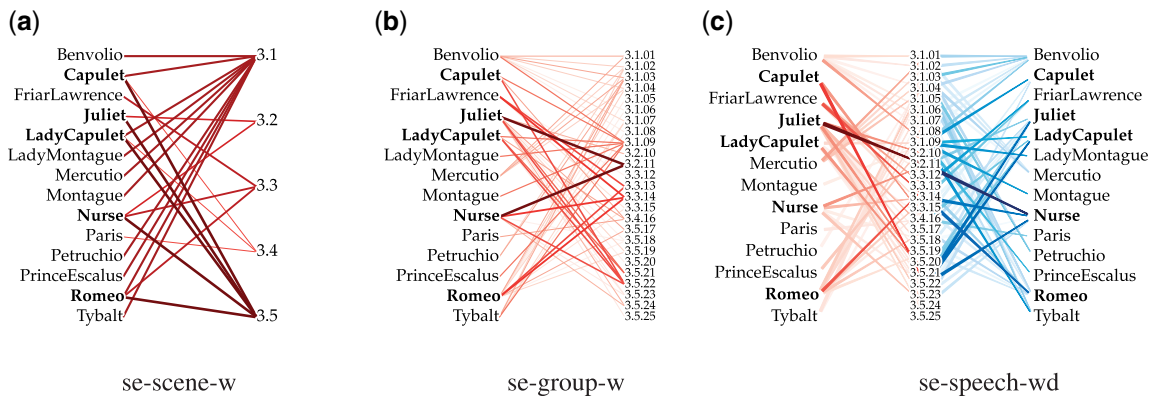 (a)
Benvolio
Capulet
FriarLawrence
Juliet
LadyCapulet
LadyMontague
Mercutio
Montague
Nurse
Paris
Petruchio
PrinceEscalus
Romeo
Tybalt
3.1
3.2
3.3
3.4
3.5
se-scene-w
(b)
Benvolio
Capulet
FriarLawrence
Juliet
LadyCapulet
LadyMontague
Mercutio
Montague
Nurse
Paris
Petruchio
PrinceEscalus
Romeo
Tybalt
3.1.01
3.1.02
3.1.03
3.1.04
3.1.05
3.1.06
3.1.07
3.1.08
3.1.09
3.2.10
3.2.11
3.3.12
3.3.13
3.3.14
3.3.15
3.4.16
3.5.17
3.5.18
3.5.19
3.5.20
3.5.21
3.5.22
3.5.23
3.5.24
3.5.25
se-group-w
(c)
Benvolio
Capulet
FriarLawrence
Juliet
LadyCapulet
Mercutio
Montague
Nurse
Paris
Petruchio
PrinceEscalus
Romeo
Tybalt
3.1.01
3.1.02
3.1.03
3.1.04
3.1.05
3.1.06
3.1.07
3.1.08
3.1.09
3.2.10
3.2.11
3.3.12
3.3.13
3.3.14
3.3.15
3.4.16
3.5.17
3.5.18
3.5.19
3.5.20
3.5.21
3.5.22
3.5.23
3.5.24
3.5.25
Benvolio
Capulet
FriarLawrence
Juliet
LadyCapulet
LadyMontague
Mercutio
Montague
Nurse
Paris
Petruchio
PrinceEscalus
Romeo
Tybalt
se-speech-wd